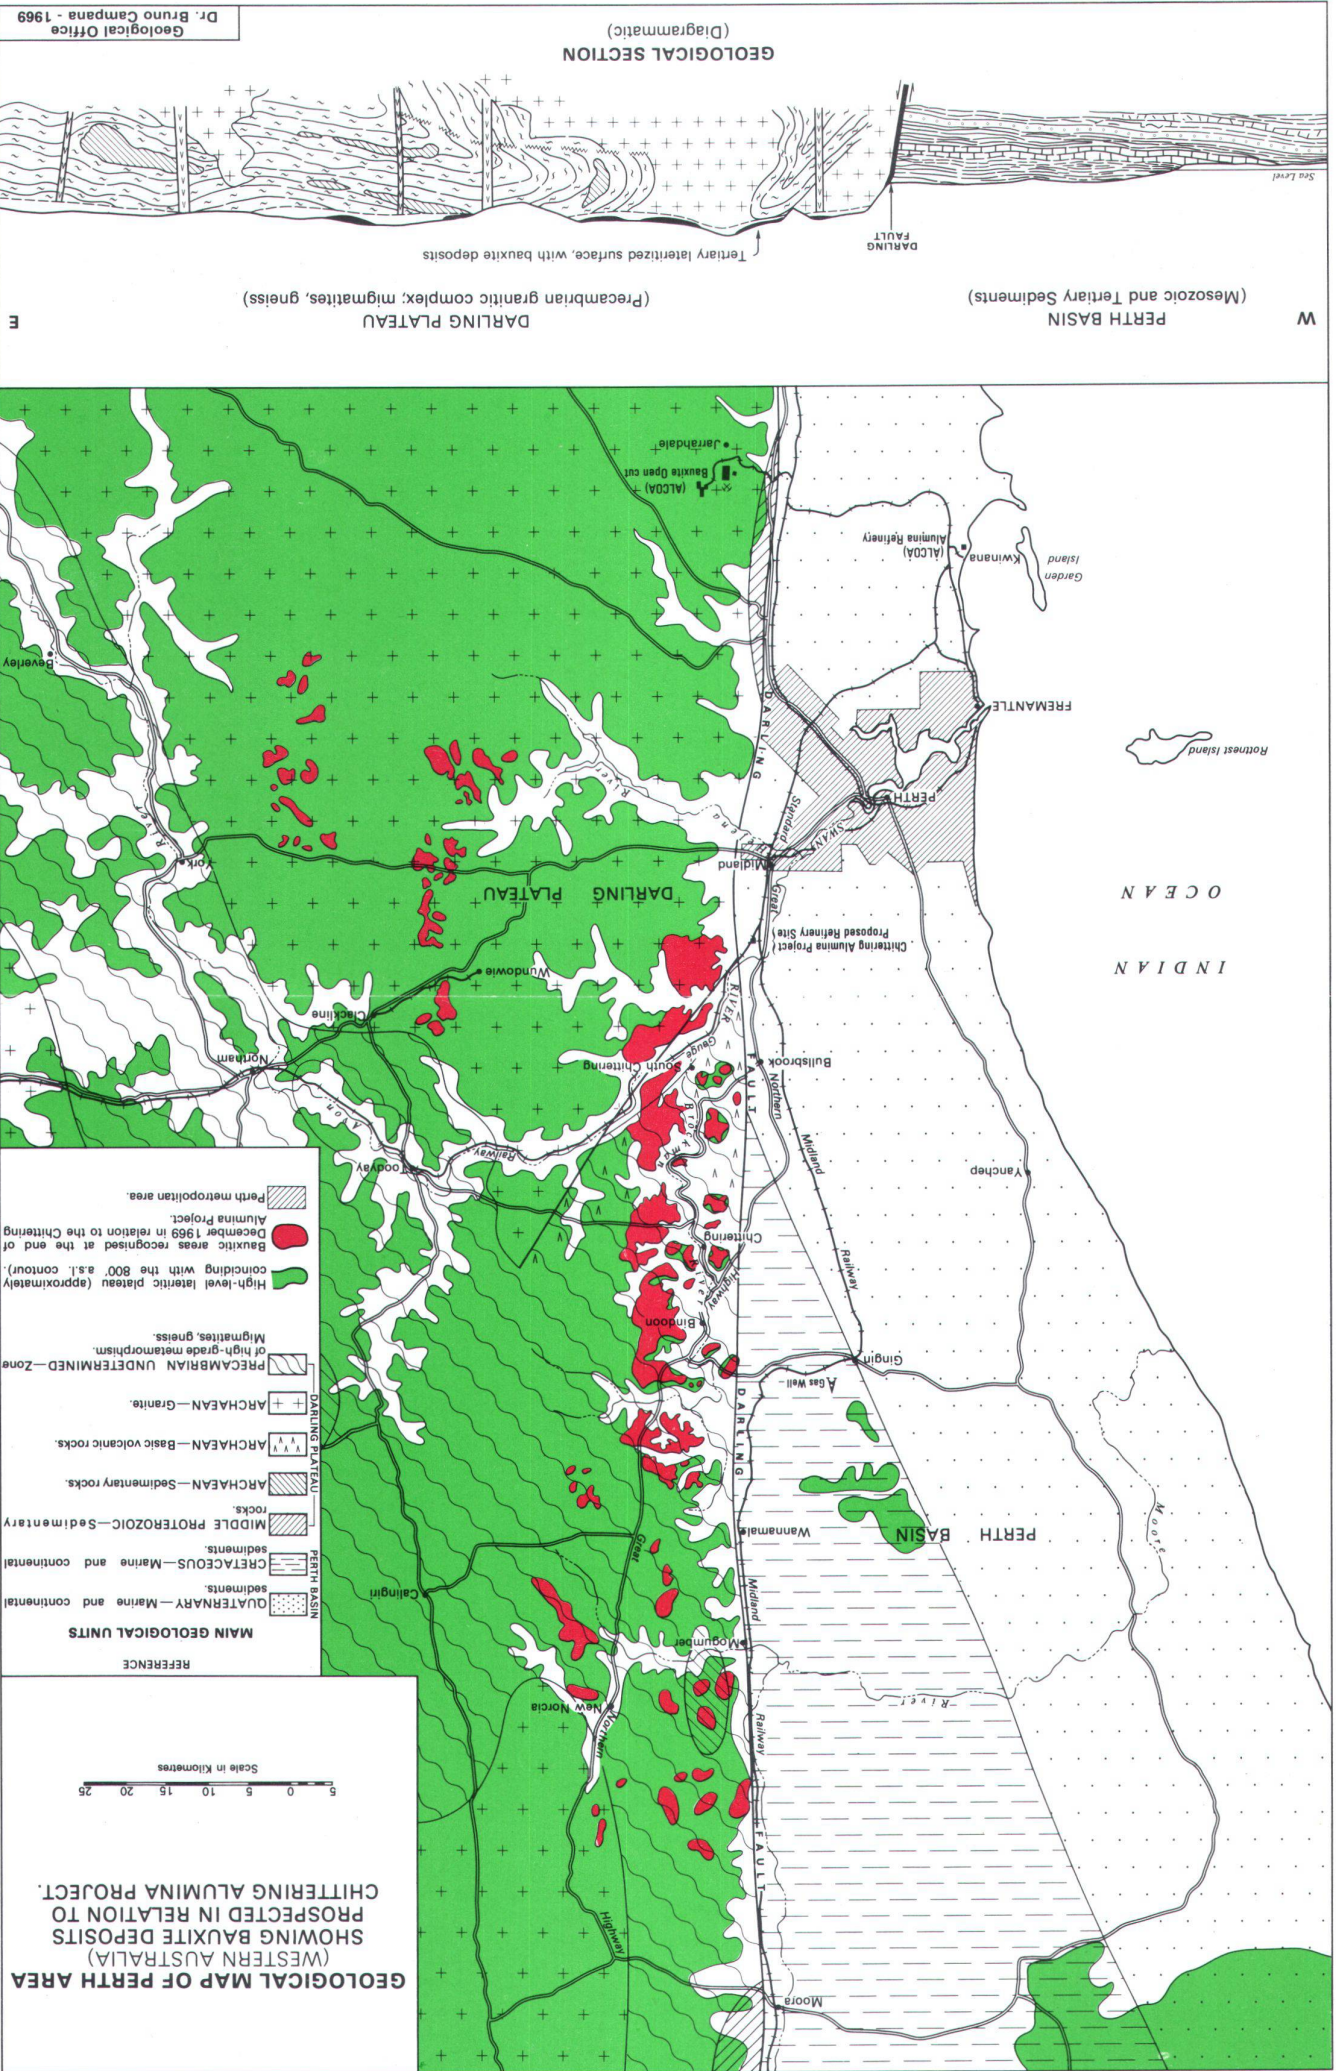 GEOLOGICAL MAP OF PERTH AREA
(WESTERN AUSTRALIA)
SHOWING BAUXITE DEPOSITS
PROSPECTED IN RELATION TO
CHITTERING ALUMINA PROJECT.
5 0 5 10 15 20 25
Scale in Kilometres
REFERENCE
MAIN GEOLOGICAL UNITS
PERTH BASIN
QUATERNARY—Marine and continental
sediments.
CRETACEOUS—Marine and continental
sediments.
DARLING PLATEAU
MIDDLE PROTEROZOIC—Sedimentary
rocks.
ARCHAEAN—Sedimentary rocks.
ARCHAEAN—Basic volcanic rocks.
ARCHAEAN—Granite.
PRECAMBRIAN UNDETERMINED—Zone
of high-grade metamorphism.
Migmatites, gneiss.
High-level lateritic plateau (approximately
coinciding with the 800' a.s.l. contour).
Bauxitic areas recognised at the end of
December 1969 in relation to the Chittering
Alumina Project.
Perth metropolitan area.
Moora
Highway
FAULT
Railway
Northern
New Norcia
River
Mogumber
Midland
Calingiri
Great
Wannamal
PERTH BASIN
Moore
DARLING
Gas Well
Gingin
Bindoon
Highway
River
Railway
Chittering
Yanchep
Midland
Brockman
Toodyay
Railway
Avon
Northern
FAULT
Bullsbrook
South Chittering
Northam
Geuge
RIVER
Clackline
Wundowie
INDIAN
OCEAN
Chittering Alumina Project
Proposed Refinery Site
Great
DARLING PLATEAU
Midland
York
River
SWAN
Helena
River
Standard
PERTH
Rottnest Island
DARLING
FREMANTLE
Beverley
Garden
Island
Kwinana
(ALCOA)
Alumina Refinery
(ALCOA)
Bauxite Open cut
Jarrahdale
W
PERTH BASIN
(Mesozoic and Tertiary Sediments)
DARLING PLATEAU
(Precambrian granitic complex; migmatites, gneiss)
E
DARLING
FAULT
Tertiary lateritized surface, with bauxite deposits
Sea Level
GEOLOGICAL SECTION
(Diagrammatic)
Geological Office
Dr. Bruno Campana - 1969